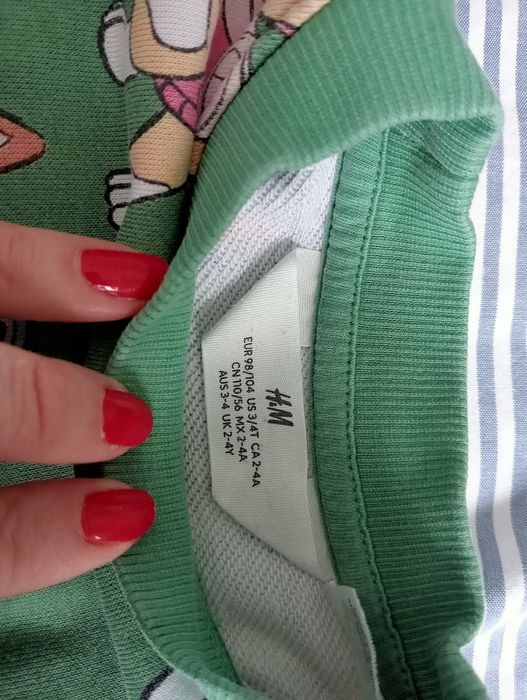 H&M
EUR 98/104 US 3/4T CA 2-4A
CN 110/56 MX 2-4A
AUS 3-4 UK 2-4Y